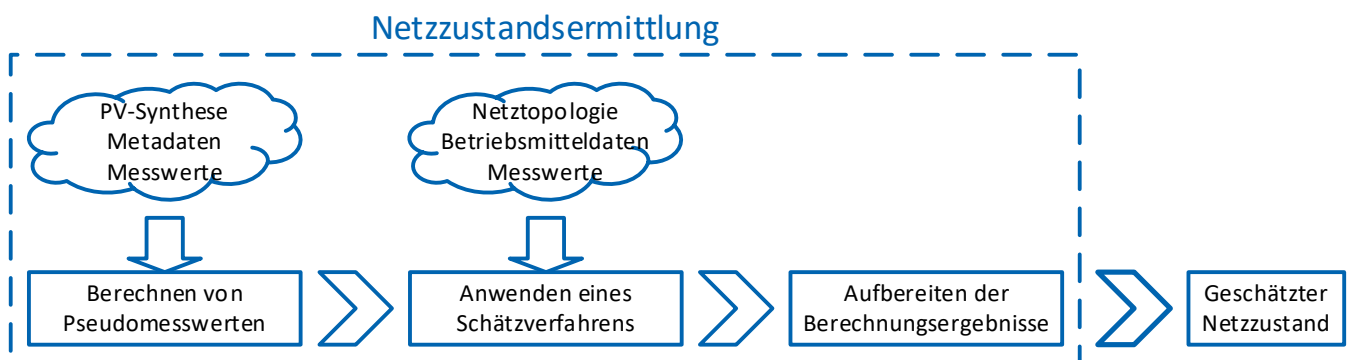 Netzzustandsermittlung
PV-Synthese
Metadaten
Messwerte
Netztopologie
Betriebsmitteldaten
Messwerte
Berechnen von
Pseudomesswerten
Anwenden eines
Schätzverfahrens
Aufbereiten der
Berechnungsergebnisse
Geschätzter
Netzzustand